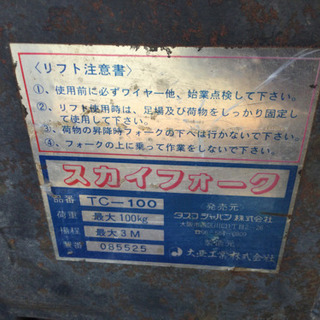 〈リフト注意書〉
①、使用前に必ずワイヤー他、始業点検して下さい。
②、リフト使用時は、足場及び荷物をしっかり固定し
て使用して下さい。
③、荷物の昇降時フォークの下へは行かないで下さい。
④、フォークの上に乗って作業をしないで下さい。
スカイフォーク
品番 TC-100
荷重 最大100kg
揚程 最大3M
製番 085525
発売元
タスコジャパン株式会社
製造元
大亜工業株式会社